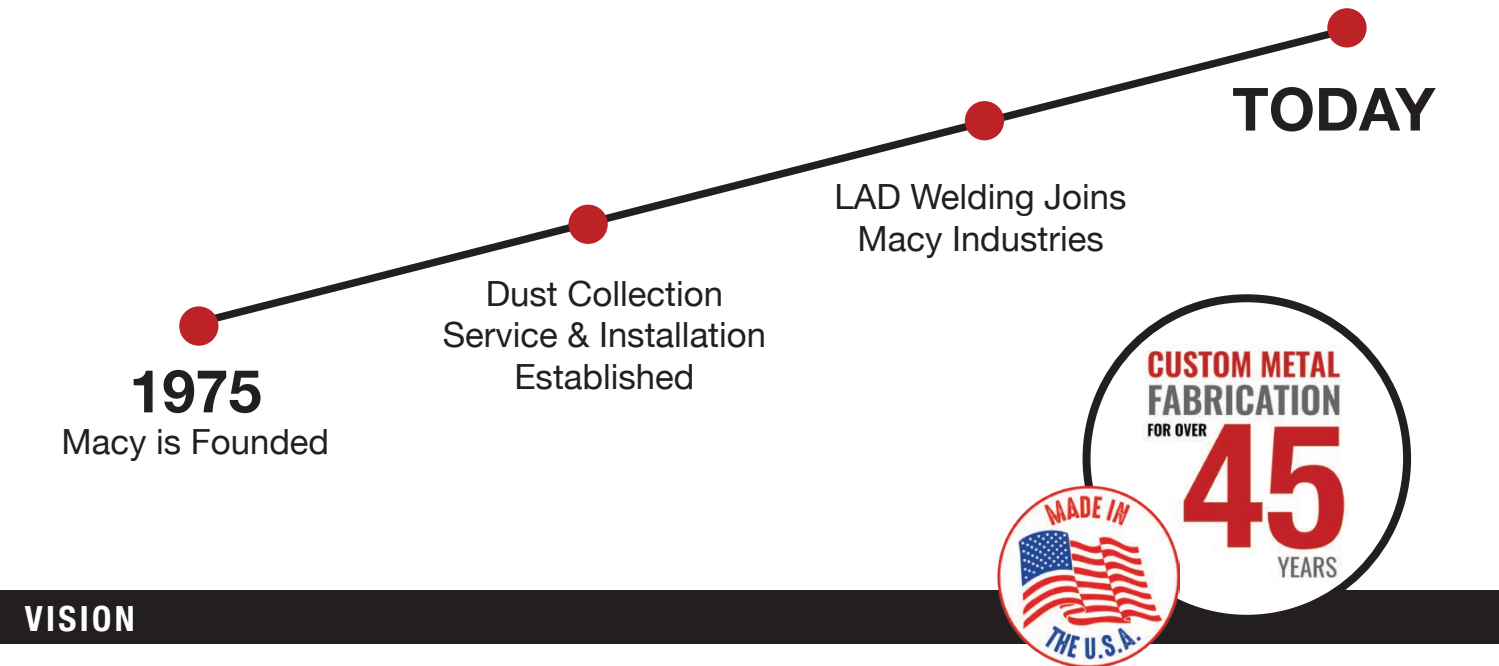 1975
Macy is Founded
Dust Collection
Service & Installation
Established
LAD Welding Joins
Macy Industries
TODAY
CUSTOM METAL
FABRICATION
FOR OVER
45
YEARS
MADE IN
THE U.S.A.
VISION